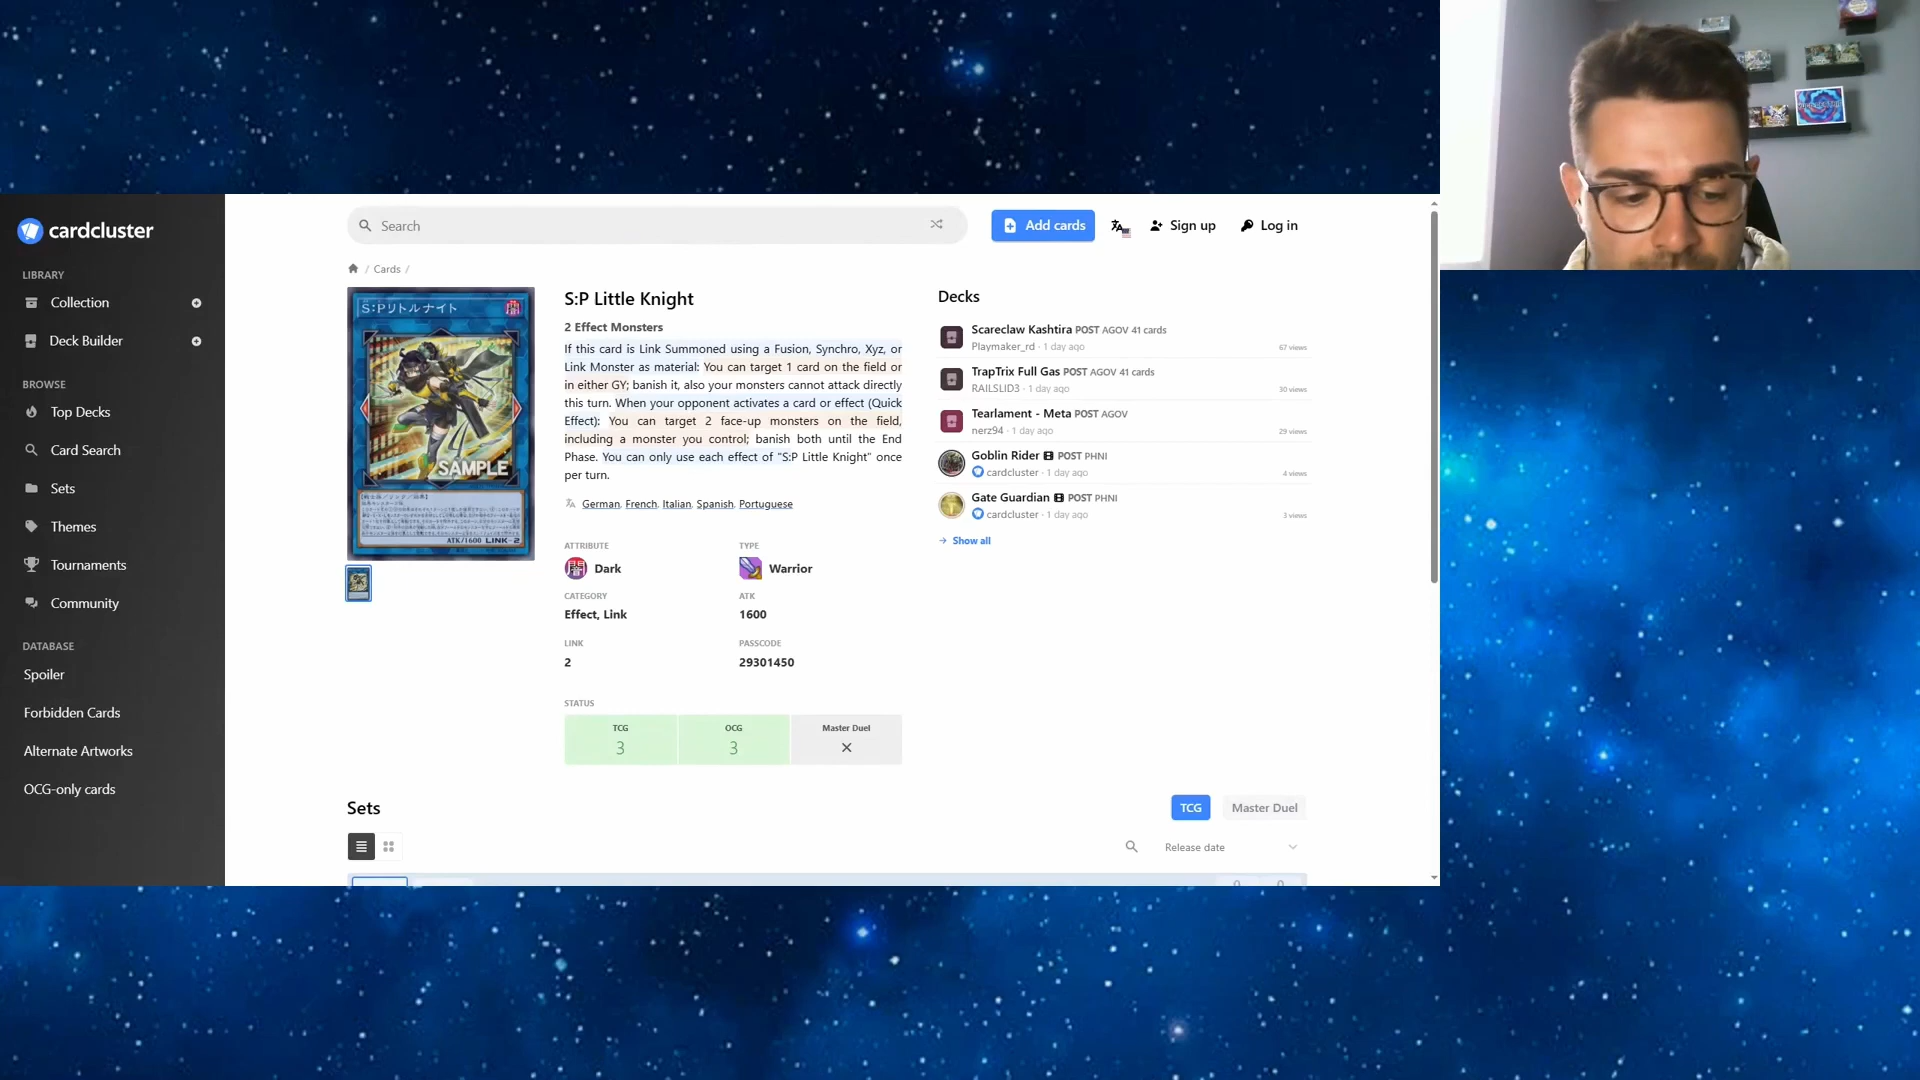 cardcluster
LIBRARY
Collection
Deck Builder
BROWSE
Top Decks
Card Search
Sets
Themes
Tournaments
Community
DATABASE
Spoiler
Forbidden Cards
Alternate Artworks
OCG-only cards
Search
Add cards
Sign up
Log in
/ Cards /
S:Pリトルナイト
闇
SAMPLE
ATK/1600 LINK-2
S:P Little Knight
2 Effect Monsters
If this card is Link Summoned using a Fusion, Synchro, Xyz, or
Link Monster as material: You can target 1 card on the field or
in either GY; banish it, also your monsters cannot attack directly
this turn. When your opponent activates a card or effect (Quick
Effect): You can target 2 face-up monsters on the field,
including a monster you control; banish both until the End
Phase. You can only use each effect of "S:P Little Knight" once
per turn.
German, French, Italian, Spanish, Portuguese
ATTRIBUTE
闇 Dark
TYPE
Warrior
CATEGORY
Effect, Link
ATK
1600
LINK
2
PASSCODE
29301450
STATUS
TCG
3
OCG
3
Master Duel
Decks
Scareclaw Kashtira POST AGOV 41 cards
Playmaker_rd · 1 day ago
67 views
TrapTrix Full Gas POST AGOV 41 cards
RAILSLID3 · 1 day ago
30 views
Tearlament - Meta POST AGOV
nerz94 · 1 day ago
29 views
Goblin Rider POST PHNI
cardcluster · 1 day ago
4 views
Gate Guardian POST PHNI
cardcluster · 1 day ago
3 views
Show all
Sets
TCG
Master Duel
Release date